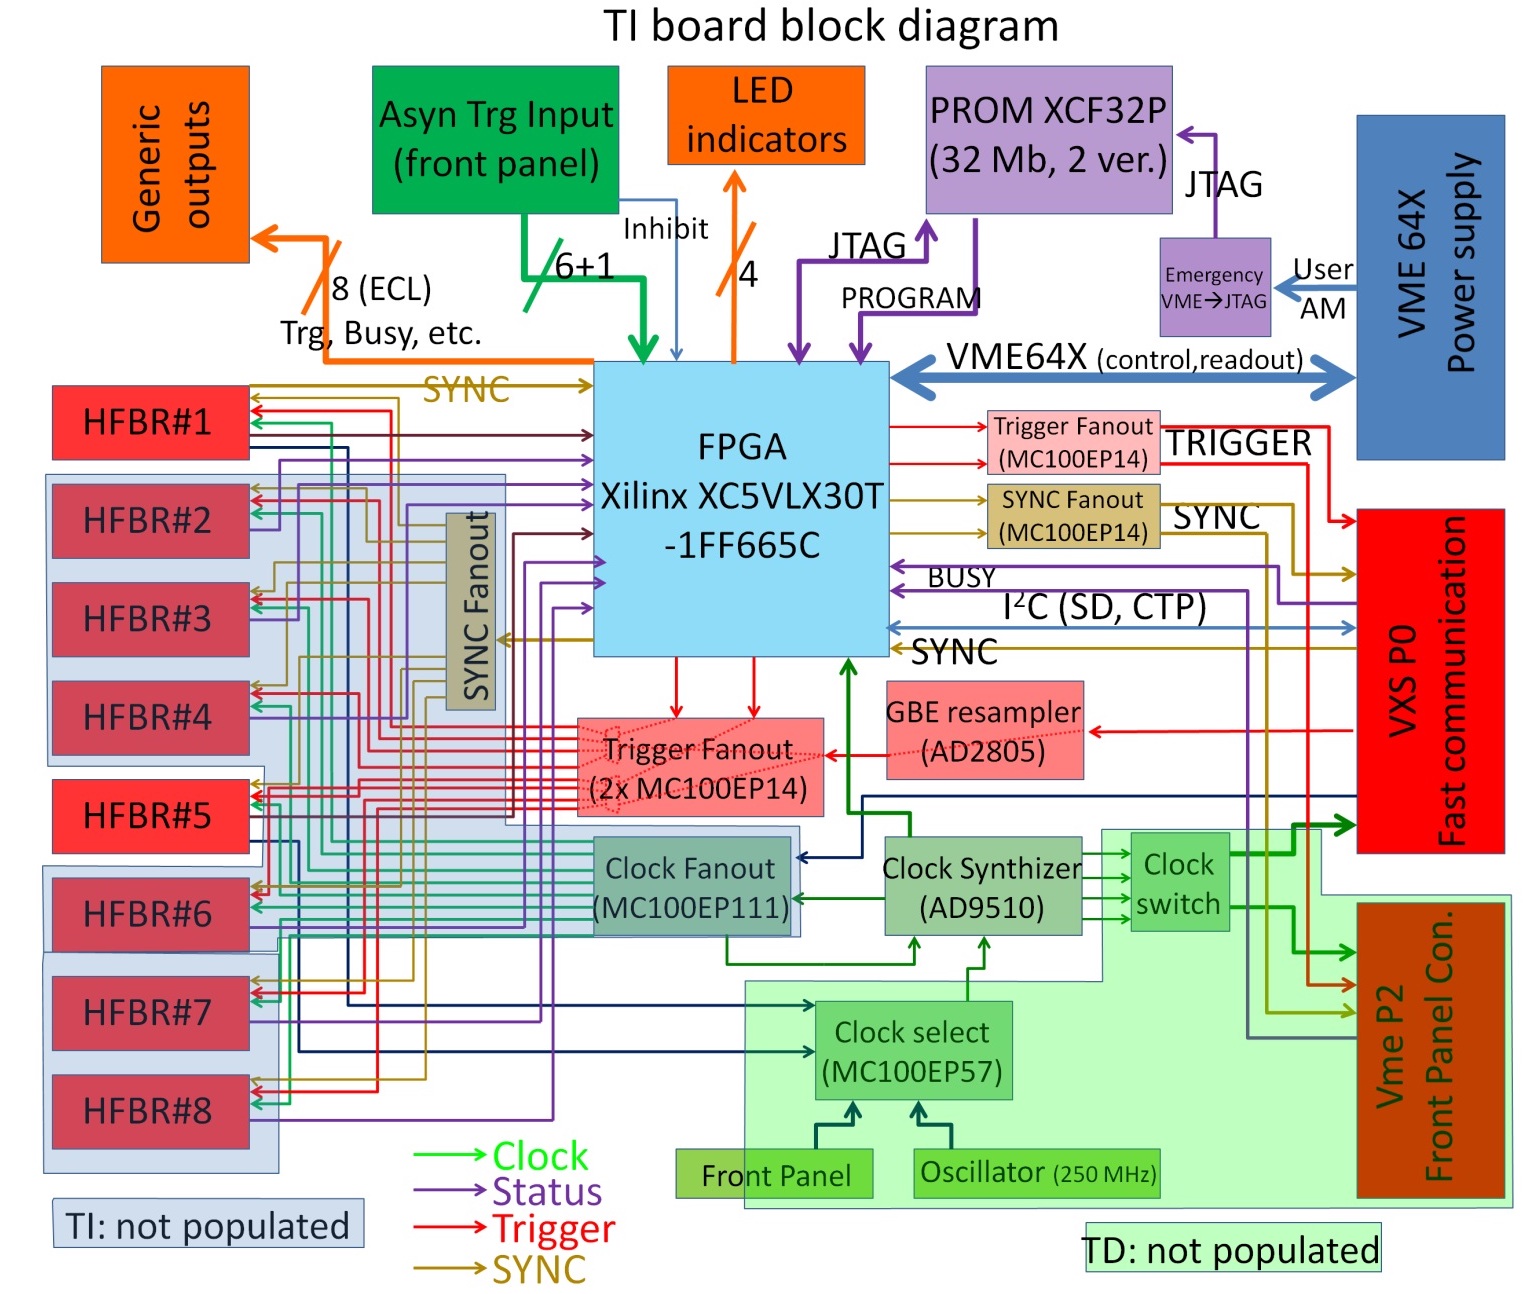 TI board block diagram
Generic
outputs
Asyn Trg Input
(front panel)
LED
indicators
PROM XCF32P
(32 Mb, 2 ver.)
VME 64X
Power supply
JTAG
Inhibit
6+1
4
JTAG
PROGRAM
Emergency
VME→JTAG
User
AM
8 (ECL)
Trg, Busy, etc.
VME64X (control,readout)
SYNC
HFBR#1
HFBR#2
HFBR#3
HFBR#4
HFBR#5
HFBR#6
HFBR#7
HFBR#8
SYNC Fanout
FPGA
Xilinx XC5VLX30T
-1FF665C
Trigger Fanout
(MC100EP14)
TRIGGER
SYNC Fanout
(MC100EP14)
SYNC
BUSY
I²C (SD, CTP)
SYNC
VXS P0
Fast communication
Trigger Fanout
(2x MC100EP14)
GBE resampler
(AD2805)
Clock Fanout
(MC100EP111)
Clock Synthizer
(AD9510)
Clock
switch
Clock select
(MC100EP57)
Vme P2
Front Panel Con.
Front Panel
Oscillator (250 MHz)
Clock
Status
Trigger
SYNC
TI: not populated
TD: not populated